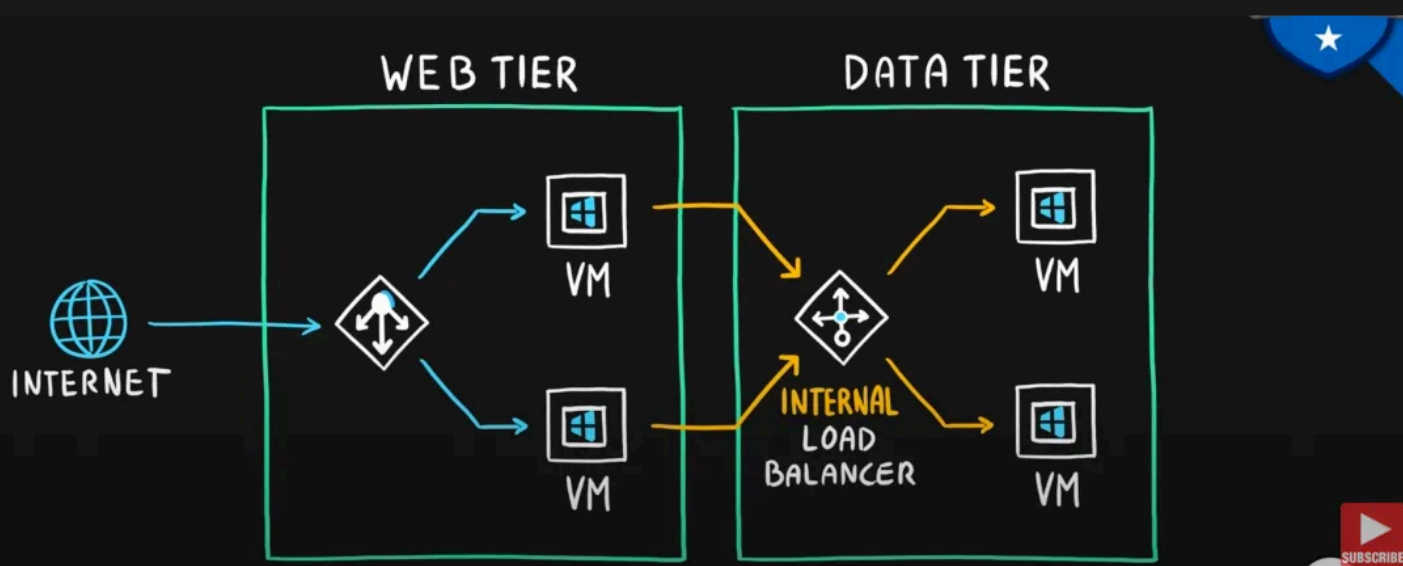 WEB TIER
DATA TIER
VM
VM
INTERNET
INTERNAL
LOAD
BALANCER
VM
VM
SUBSCRIBE